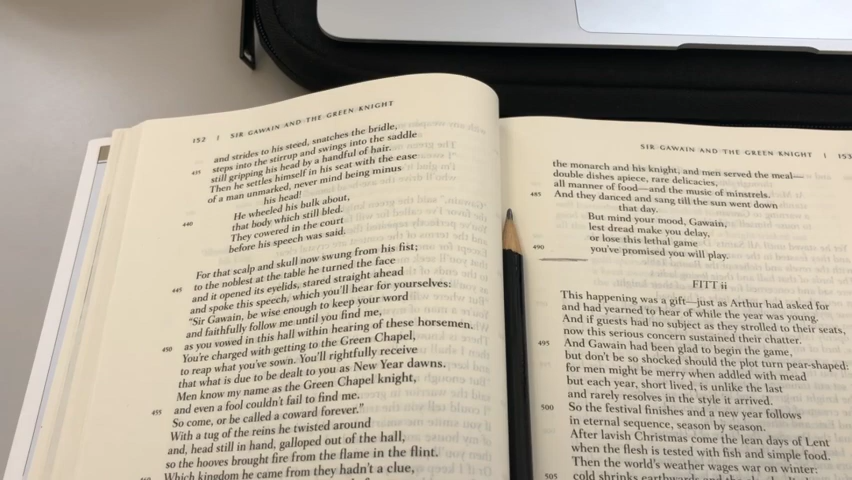 152 | SIR GAWAIN AND THE GREEN KNIGHT
and strides to his steed, snatches the bridle,
steps into the stirrup and swings into the saddle
435 still gripping his head by a handful of hair.
Then he settles himself in his seat with the ease
of a man unmarked, never mind being minus
his head!
He wheeled his bulk about,
440 that body which still bled.
They cowered in the court
before his speech was said.
For that scalp and skull now swung from his fist;
to the noblest at the table he turned the face
445 and it opened its eyelids, stared straight ahead
and spoke this speech, which you'll hear for yourselves:
"Sir Gawain, be wise enough to keep your word
and faithfully follow me until you find me,
as you vowed in this hall within hearing of these horsemen.
450 You're charged with getting to the Green Chapel,
to reap what you've sown. You'll rightfully receive
that what is due to be dealt to you as New Year dawns.
Men know my name as the Green Chapel knight,
and even a fool couldn't fail to find me.
455 So come, or be called a coward forever."
With a tug of the reins he twisted around
and, head still in hand, galloped out of the hall,
so the hooves brought fire from the flame in the flint.
Which kingdom he came from they hadn't a clue,
SIR GAWAIN AND THE GREEN KNIGHT | 153
the monarch and his knight, and men served the meal—
double dishes apiece, rare delicacies,
all manner of food—and the music of minstrels.
485 And they danced and sang till the sun went down
that day.
But mind your mood, Gawain,
lest dread make you delay,
or lose this lethal game
490 you've promised you will play.
FITT ii
This happening was a gift—just as Arthur had asked for
and had yearned to hear of while the year was young.
And if guests had no subject as they strolled to their seats,
now this serious concern sustained their chatter.
495 And Gawain had been glad to begin the game,
but don't be so shocked should the plot turn pear-shaped:
for men might be merry when addled with mead
but each year, short lived, is unlike the last
and rarely resolves in the style it arrived.
500 So the festival finishes and a new year follows
in eternal sequence, season by season.
After lavish Christmas come the lean days of Lent
when the flesh is tested with fish and simple food.
Then the world's weather wages war on winter:
505 cold shrinks earthwards and the